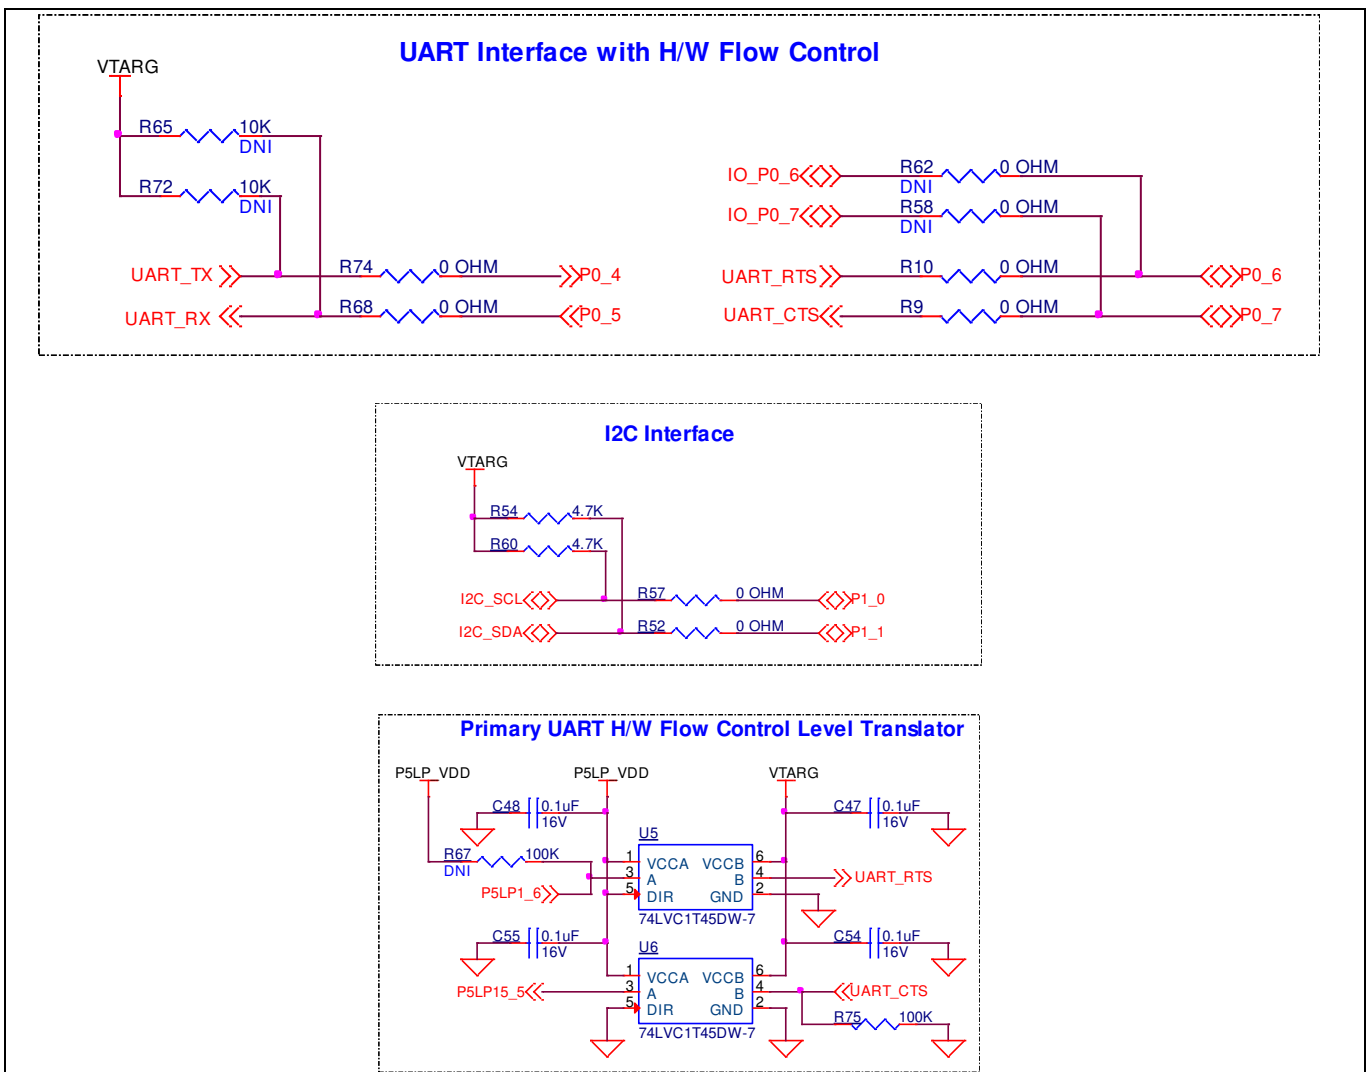 UART Interface with H/W Flow Control
VTARG
R65 10K
DNI
R72 10K
DNI
UART_TX R74 0 OHM P0_4
UART_RX R68 0 OHM P0_5
IO_P0_6 R62 0 OHM
DNI
IO_P0_7 R58 0 OHM
DNI
UART_RTS R10 0 OHM P0_6
UART_CTS R9 0 OHM P0_7
I2C Interface
VTARG
R54 4.7K
R60 4.7K
I2C_SCL R57 0 OHM P1_0
I2C_SDA R52 0 OHM P1_1
Primary UART H/W Flow Control Level Translator
P5LP_VDD P5LP_VDD VTARG
C48 0.1uF C47 0.1uF
16V 16V
U5
R67 100K 1 VCCA VCCB 6
DNI 3 A B 4 UART_RTS
P5LP1_6 5 DIR GND 2
74LVC1T45DW-7
C55 0.1uF C54 0.1uF
16V 16V
U6
1 VCCA VCCB 6
P5LP15_5 3 A B 4 UART_CTS
5 DIR GND 2
R75 100K
74LVC1T45DW-7